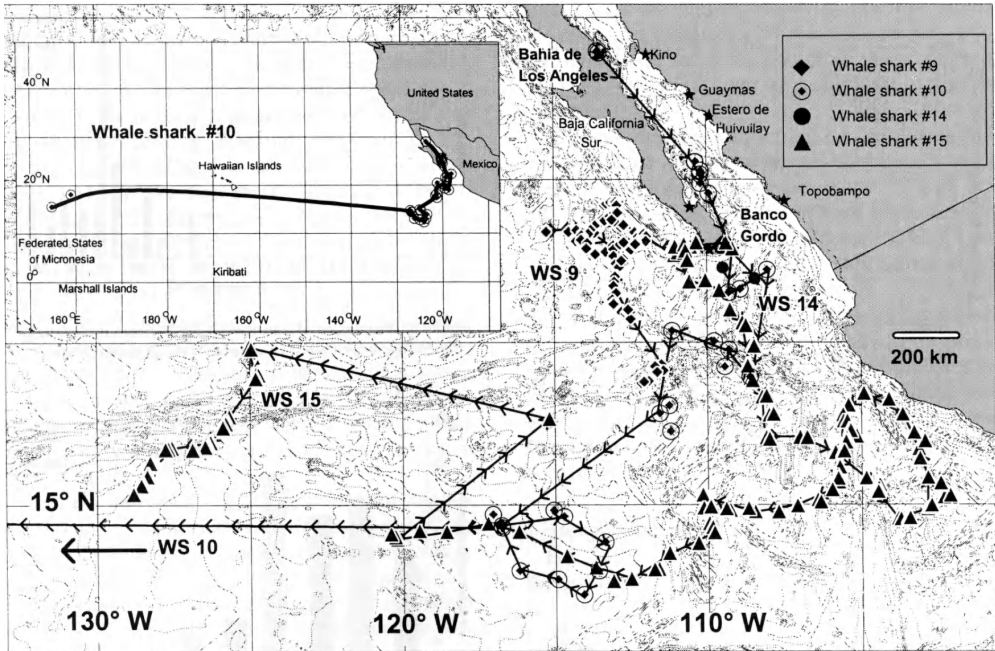 Whale shark #10
40°N
20°N
0°
United States
Mexico
Hawaiian Islands
Federated States
of Micronesia
Marshall Islands
Kiribati
160°E
180°W
160°W
140°W
120°W
Bahia de
Los Angeles
Kino
Guaymas
Estero de
Huivulay
Baja California
Sur
Topobampo
Banco
Gordo
Whale shark #9
Whale shark #10
Whale shark #14
Whale shark #15
WS 9
WS 14
200 km
WS 15
15° N
WS 10
130° W
120° W
110° W